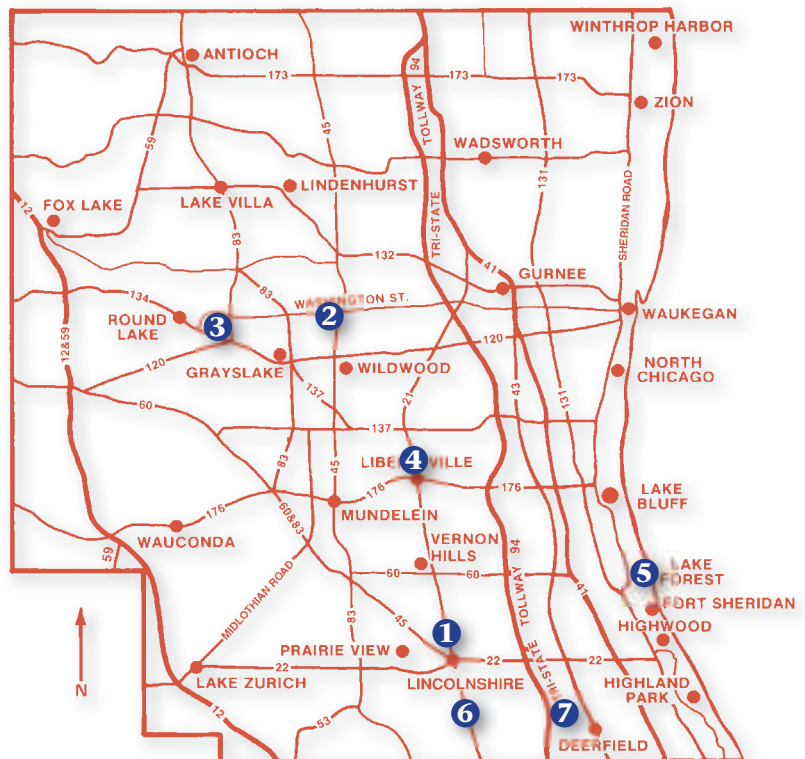 WINTHROP HARBOR
ANTIOCH
TOLLWAY 94
173
173
173
ZION
45
59
WADSWORTH
131
SHERIDAN ROAD
LINDENHURST
LAKE VILLA
12
FOX LAKE
TRI-STATE
83
132
41
GURNEE
134
83
WASHINGTON ST.
ROUND
LAKE
3
2
WAUKEGAN
12&59
120
120
GRAYSLAKE
WILDWOOD
NORTH
CHICAGO
137
43
131
60
21
137
4
LIBERTYVILLE
83
45
176
176
176
LAKE
BLUFF
60&83
MUNDELEIN
WAUCONDA
VERNON
HILLS
59
94
60
60
5
LAKE
FOREST
41
FORT SHERIDAN
MIDLOTHIAN ROAD
83
45
1
TRI-STATE TOLLWAY
HIGHWOOD
PRAIRIE VIEW
N
22
22
22
LAKE ZURICH
LINCOLNSHIRE
HIGHLAND
PARK
12
53
6
7
DEERFIELD